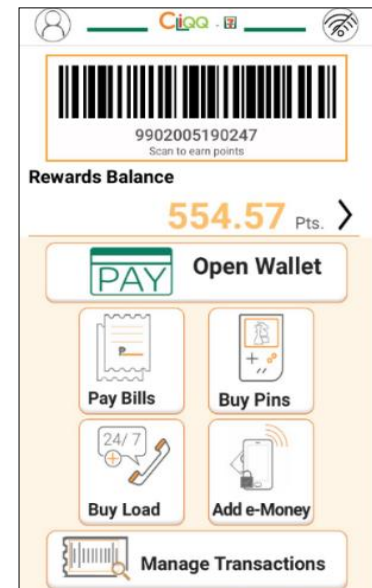 CLiQQ - 7
9902005190247
Scan to earn points
Rewards Balance
554.57 Pts.
PAY Open Wallet
Pay Bills
Buy Pins
24/7
Buy Load
Add e-Money
Manage Transactions